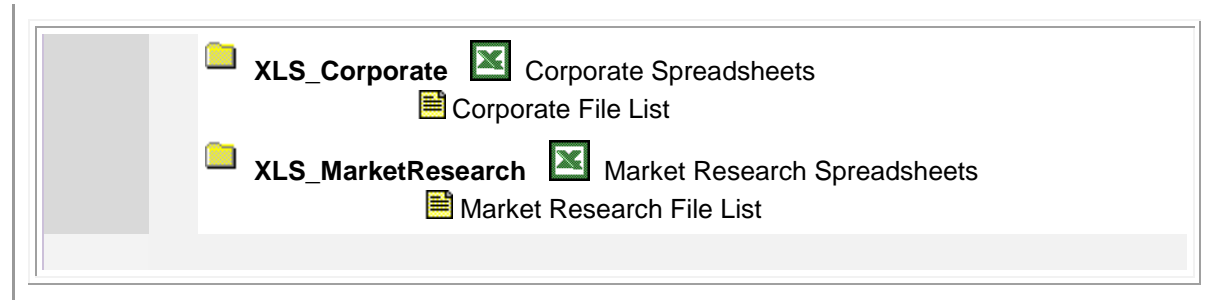 XLS_Corporate Corporate Spreadsheets
Corporate File List
XLS_MarketResearch Market Research Spreadsheets
Market Research File List